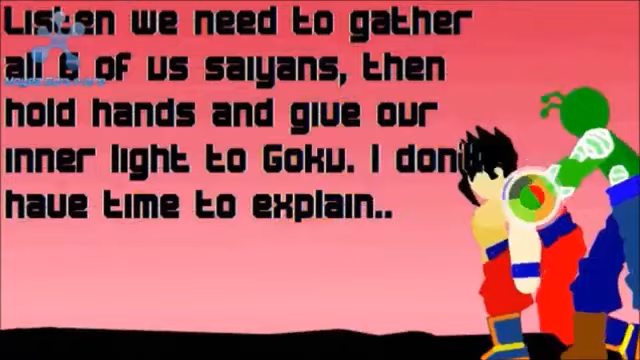 Listen we need to gather
all 6 of us saiyans, then
hold hands and give our
inner light to Goku. I don't
have time to explain..